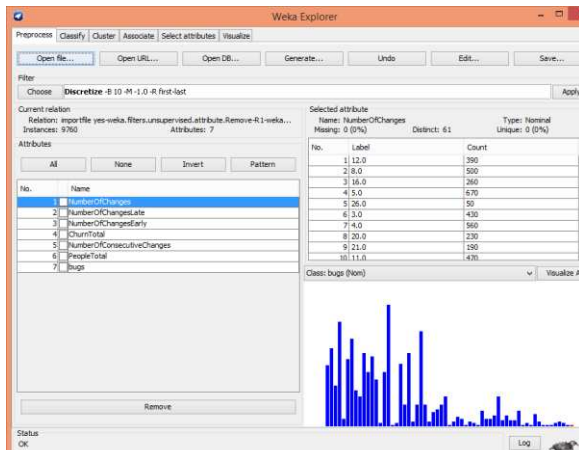 Weka Explorer
Preprocess Classify Cluster Associate Select attributes Visualize
Open file... Open URL... Open DB... Generate... Undo Edit... Save...
Filter
Choose Discretize -B 10 -M -1.0 -R first-last Apply
Current relation
Relation: importfile yes-weka.filters.unsupervised.attribute.Remove-R1-weka...
Instances: 9760 Attributes: 7
Attributes
All None Invert Pattern
No. Name
1 NumberOfChanges
2 NumberOfChangesLate
3 NumberOfChangesEarly
4 ChurnTotal
5 NumberOfConsecutiveChanges
6 PeopleTotal
7 bugs
Remove
Selected attribute
Name: NumberOfChanges Type: Nominal
Missing: 0 (0%) Distinct: 61 Unique: 0 (0%)
No. Label Count
1 12.0 390
2 8.0 500
3 16.0 260
4 5.0 670
5 26.0 50
6 3.0 430
7 4.0 560
8 20.0 230
9 21.0 190
10 11.0 470
Class: bugs (Nom) Visualize A
Status
OK
Log